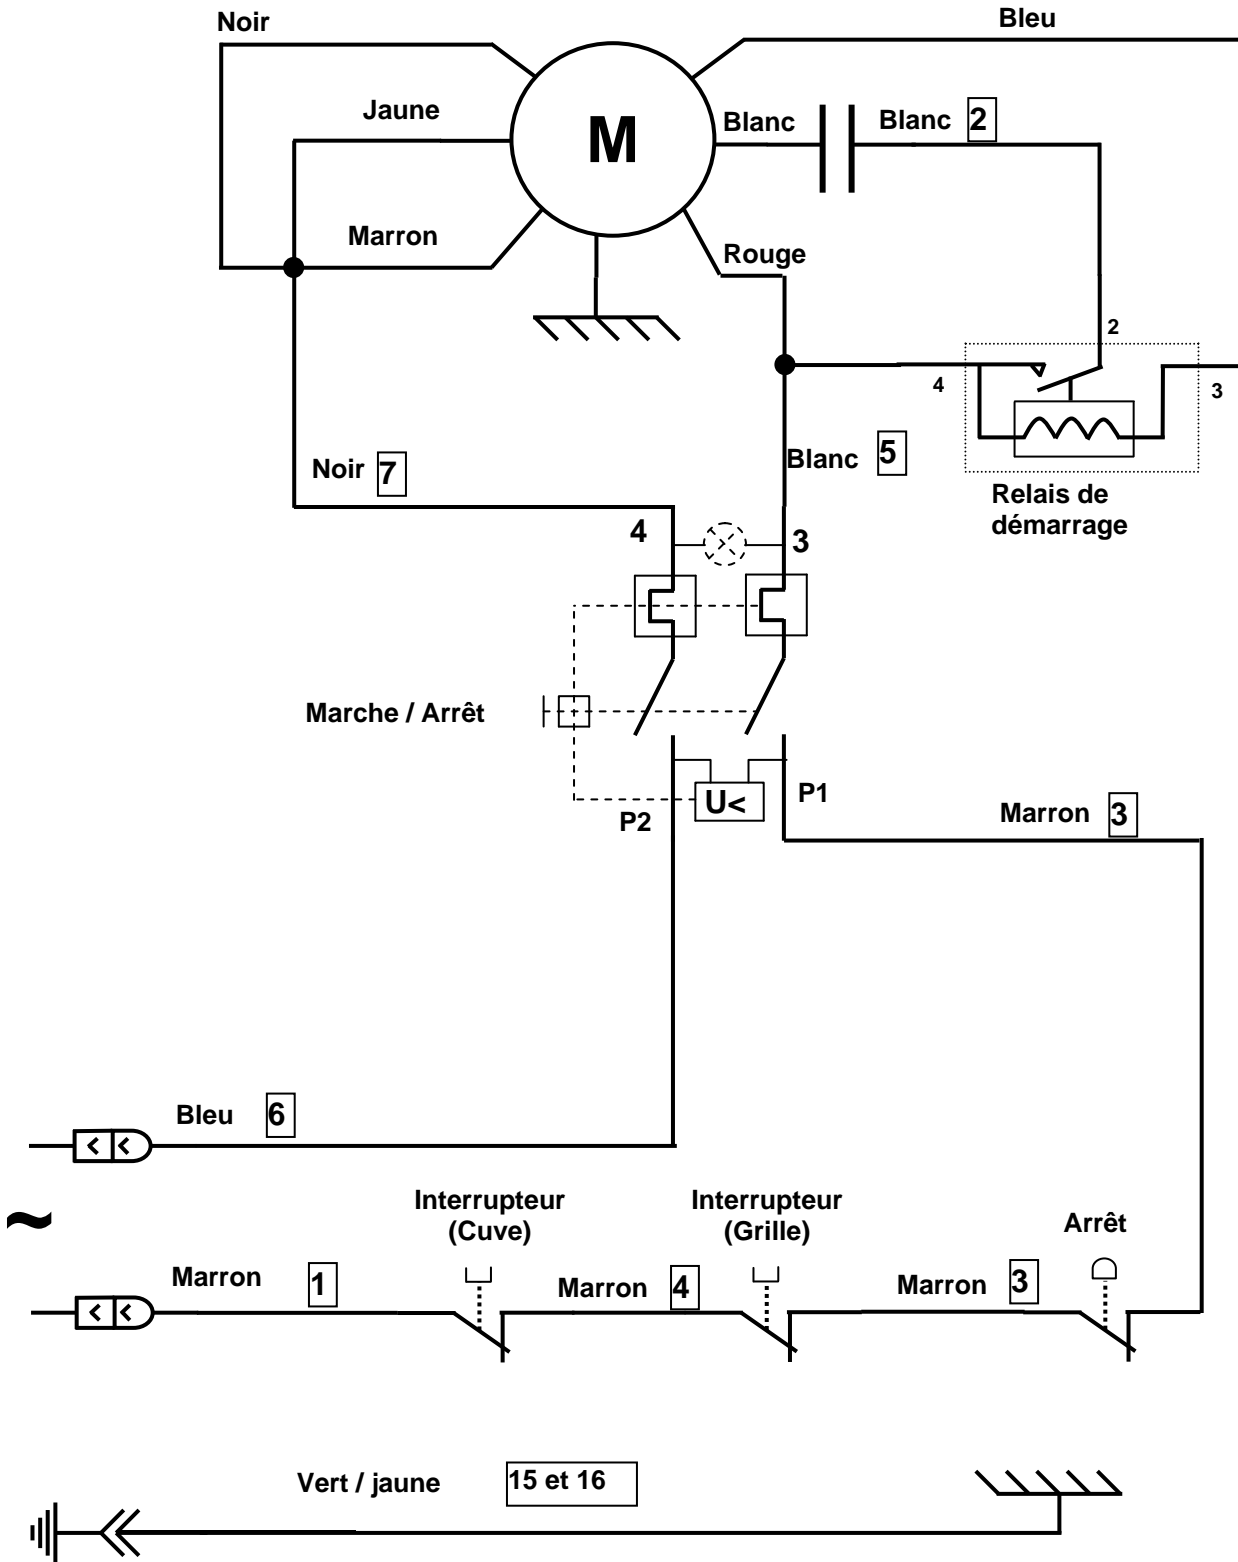 Noir
Bleu
Jaune
M
Blanc
Blanc 2
Marron
Rouge
2
4
3
Noir 7
Blanc 5
Relais de
démarrage
4
3
Marche / Arrêt
U<
P1
P2
Marron 3
Bleu 6
~
Interrupteur
(Cuve)
Interrupteur
(Grille)
Arrêt
Marron 1
Marron 4
Marron 3
Vert / jaune 15 et 16